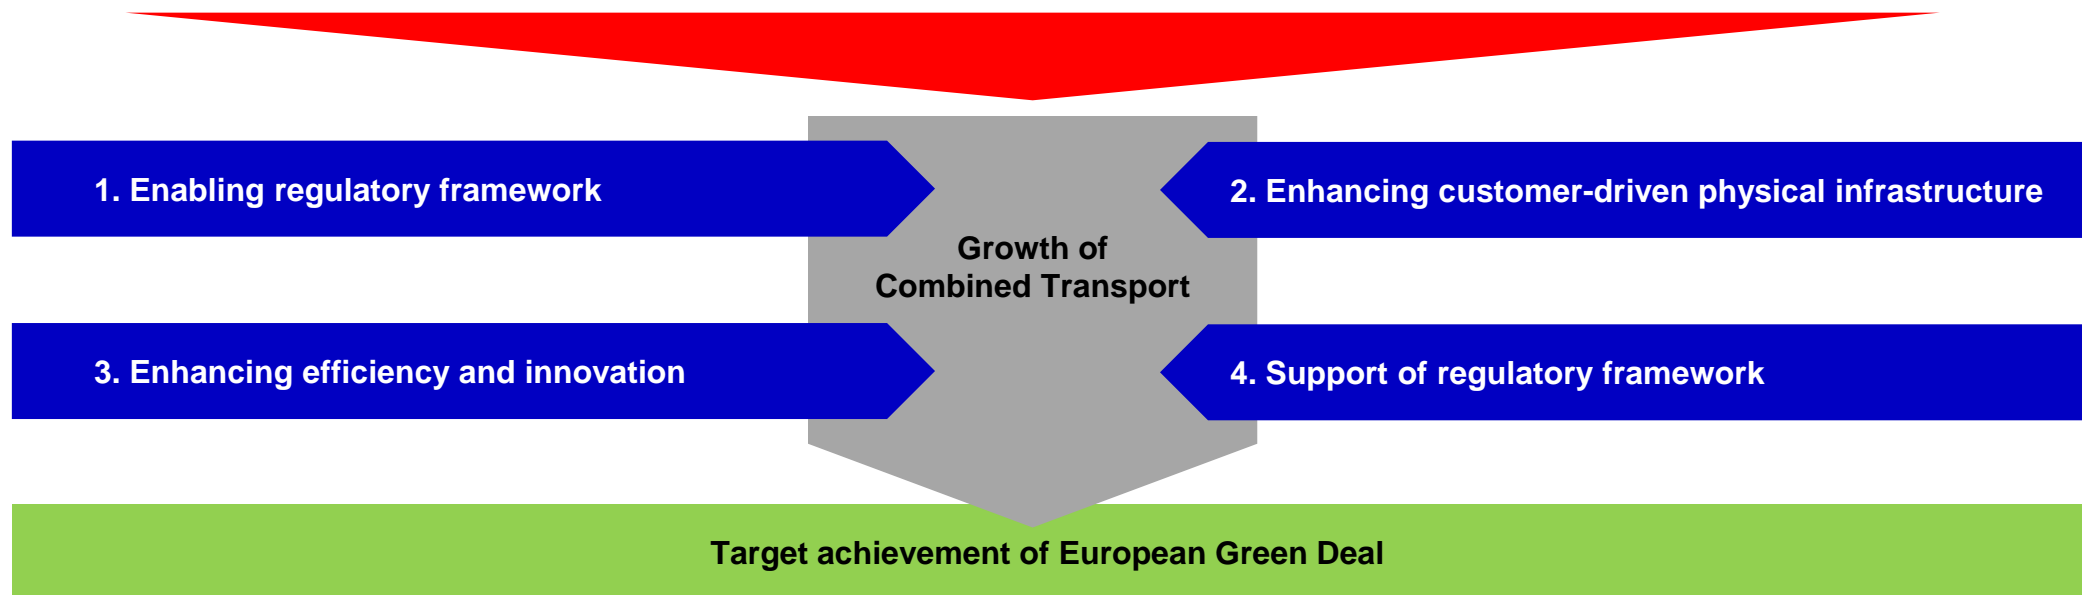 1. Enabling regulatory framework
2. Enhancing customer-driven physical infrastructure
Growth of
Combined Transport
3. Enhancing efficiency and innovation
4. Support of regulatory framework
Target achievement of European Green Deal